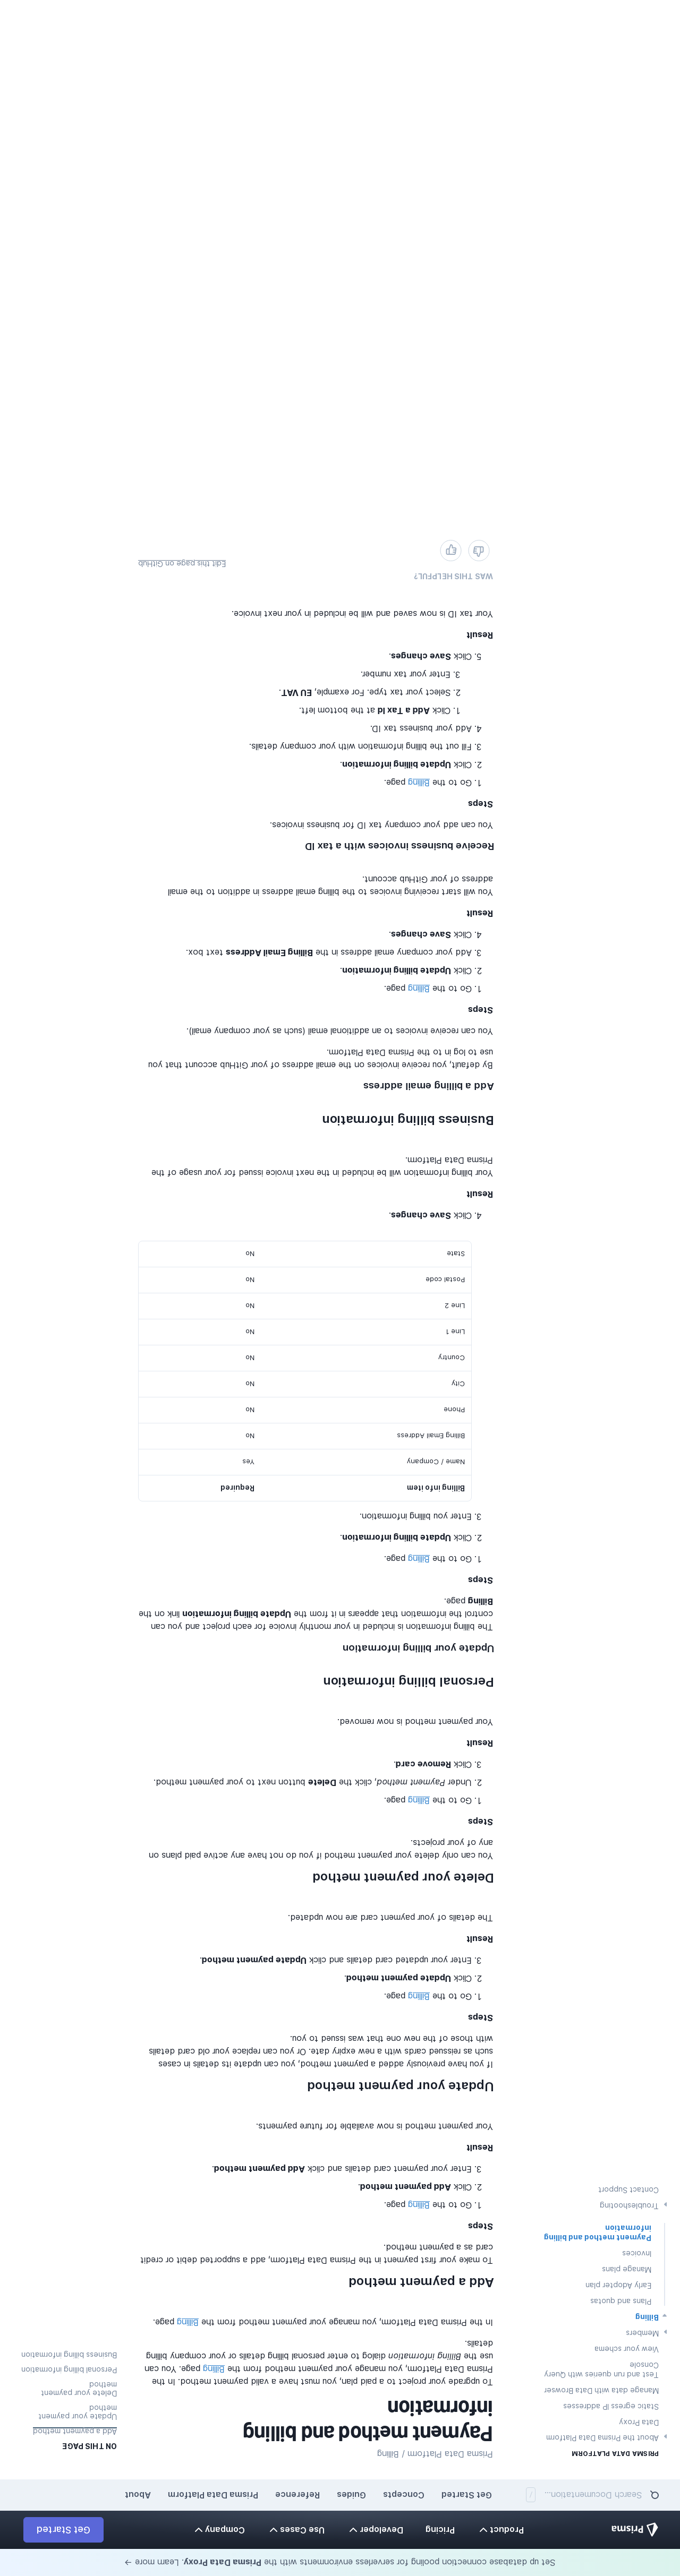 Set up database connection pooling for serverless environments with the Prisma Data Proxy. Learn more →
Prisma
Product
Pricing
Developer
Use Cases
Company
Get Started
Search Documentation...
/
Get Started
Concepts
Guides
Reference
Prisma Data Platform
About
PRISMA DATA PLATFORM
About the Prisma Data Platform
Data Proxy
Static egress IP addresses
Manage data with Data Browser
Test and run queries with Query
Console
View your schema
Members
Billing
Plans and quotas
Early Adopter plan
Manage plans
Invoices
Payment method and billing
information
Troubleshooting
Contact Support
Prisma Data Platform / Billing
Payment method and billing
information
To upgrade your project to a paid plan, you must have a valid payment method. In the
Prisma Data Platform, you manage your payment method from the Billing page. You can
use the Billing information dialog to enter personal billing details or your company billing
details.
In the Prisma Data Platform, you manage your payment method from the Billing page.
Add a payment method
To make your first payment in the Prisma Data Platform, add a supported debit or credit
card as a payment method.
Steps
1. Go to the Billing page.
2. Click Add payment method.
3. Enter your payment card details and click Add payment method.
Result
Your payment method is now available for future payments.
Update your payment method
If you have previously added a payment method, you can update its details in cases
such as reissued cards with a new expiry date. Or you can replace your old card details
with those of the new one that was issued to you.
Steps
1. Go to the Billing page.
2. Click Update payment method.
3. Enter your updated card details and click Update payment method.
Result
The details of your payment card are now updated.
Delete your payment method
You can only delete your payment method if you do not have any active paid plans on
any of your projects.
Steps
1. Go to the Billing page.
2. Under Payment method, click the Delete button next to your payment method.
3. Click Remove card.
Result
Your payment method is now removed.
Personal billing information
Update your billing information
The billing information is included in your monthly invoice for each project and you can
control the information that appears in it from the Update billing information link on the
Billing page.
Steps
1. Go to the Billing page.
2. Click Update billing information.
3. Enter you billing information.
Billing info item Required
Name / Company Yes
Billing Email Address No
Phone No
City No
Country No
Line 1 No
Line 2 No
Postal code No
State No
4. Click Save changes.
Result
Your billing information will be included in the next invoice issued for your usage of the
Prisma Data Platform.
Business billing information
Add a billing email address
By default, you receive invoices on the email address of your GitHub account that you
use to log in to the Prisma Data Platform.
You can receive invoices to an additional email (such as your company email).
Steps
1. Go to the Billing page.
2. Click Update billing information.
3. Add your company email address in the Billing Email Address text box.
4. Click Save changes.
Result
You will start receiving invoices to the billing email address in addition to the email
address of your GitHub account.
Receive business invoices with a tax ID
You can add your company tax ID for business invoices.
Steps
1. Go to the Billing page.
2. Click Update billing information.
3. Fill out the billing information with your company details.
4. Add your business tax ID.
1. Click Add a Tax Id at the bottom left.
2. Select your tax type. For example, EU VAT.
3. Enter your tax number.
5. Click Save changes.
Result
Your tax ID is now saved and will be included in your next invoice.
WAS THIS HELPFUL?
Edit this page on GitHub
ON THIS PAGE
Add a payment method
Update your payment
method
Delete your payment
method
Personal billing information
Business billing information